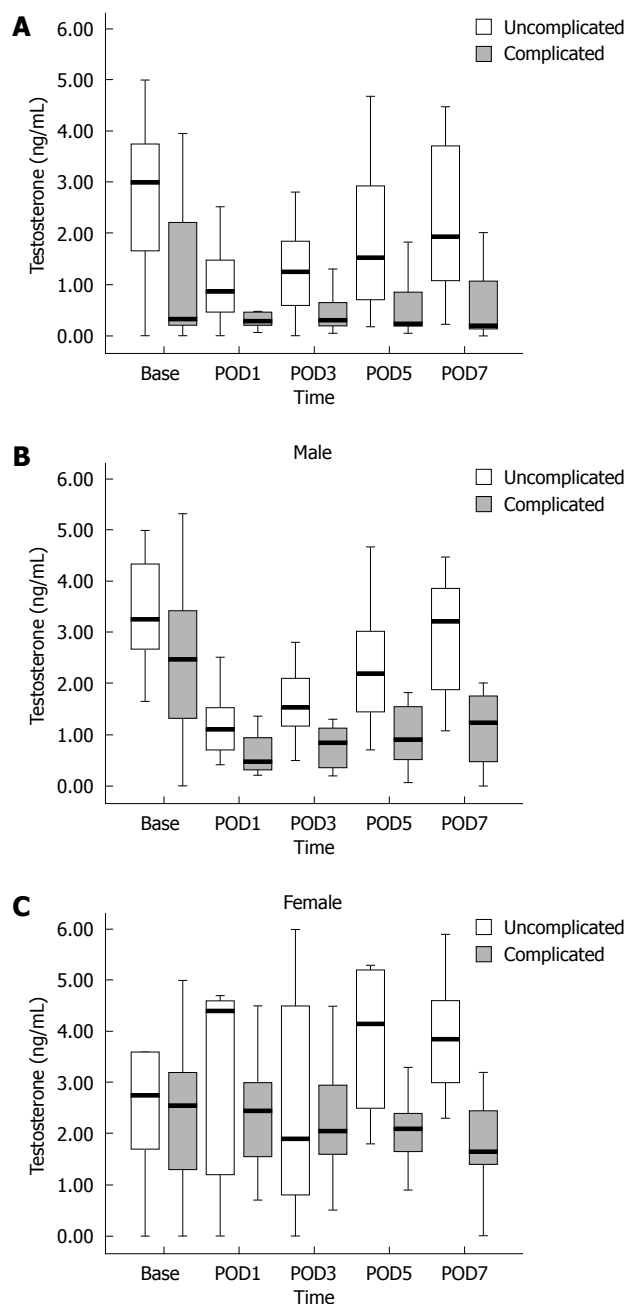 A
Uncomplicated
Complicated
6.00
5.00
4.00
3.00
2.00
1.00
0.00
Testosterone (ng/mL)
Base POD1 POD3 POD5 POD7
Time
B
Male
Uncomplicated
Complicated
6.00
5.00
4.00
3.00
2.00
1.00
0.00
Testosterone (ng/mL)
Base POD1 POD3 POD5 POD7
Time
C
Female
Uncomplicated
Complicated
6.00
5.00
4.00
3.00
2.00
1.00
0.00
Testosterone (ng/mL)
Base POD1 POD3 POD5 POD7
Time